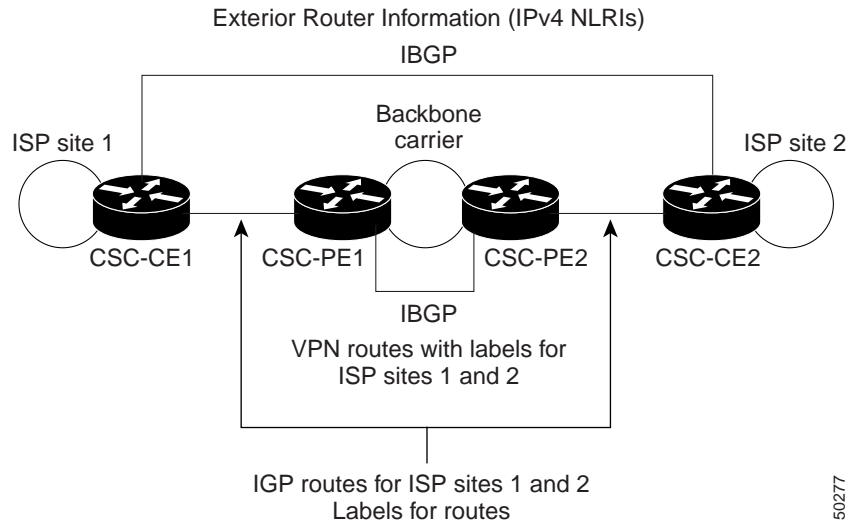 Exterior Router Information (IPv4 NLRIs)
IBGP
Backbone
carrier
ISP site 1
ISP site 2
CSC-CE1
CSC-PE1
CSC-PE2
CSC-CE2
IBGP
VPN routes with labels for
ISP sites 1 and 2
IGP routes for ISP sites 1 and 2
Labels for routes
50277